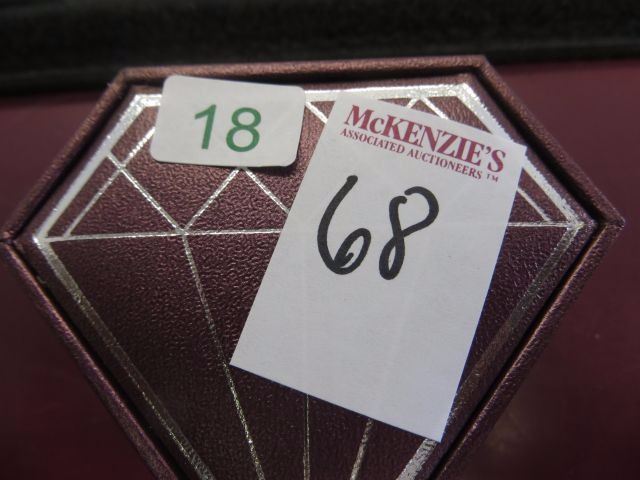 18
McKENZIE'S
ASSOCIATED AUCTIONEERS ™
68